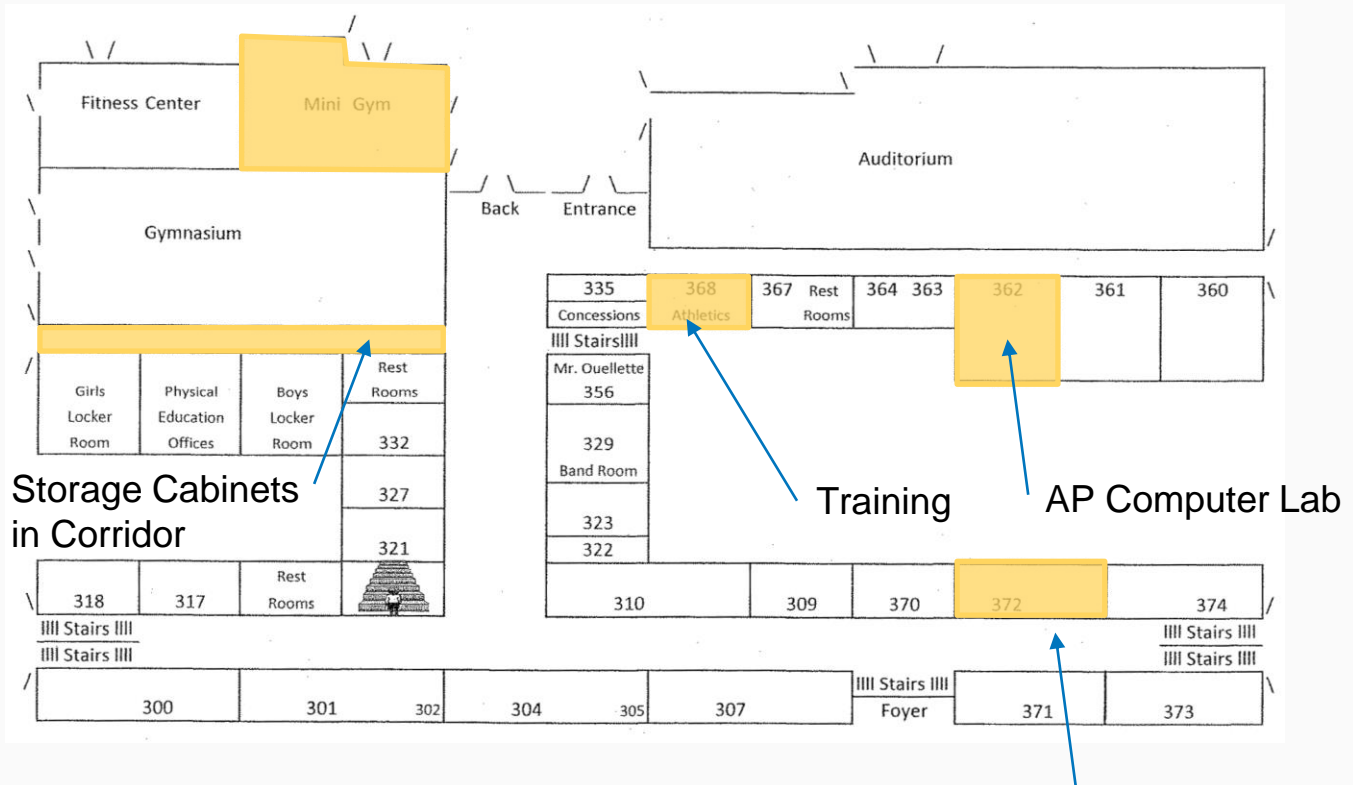 Fitness Center
Mini Gym
Auditorium
Back
Entrance
Gymnasium
335
Concessions
368
Athletics
367 Rest
Rooms
364 363
362
361
360
IIII Stairs IIII
Mr. Ouellette
356
Girls
Locker
Room
Physical
Education
Offices
Boys
Locker
Room
Rest
Rooms
332
329
Band Room
Storage Cabinets
in Corridor
327
Training
AP Computer Lab
323
321
322
318
317
Rest
Rooms
310
309
370
372
374
IIII Stairs IIII
IIII Stairs IIII
IIII Stairs IIII
IIII Stairs IIII
300
301
302
304
305
307
IIII Stairs IIII
Foyer
371
373